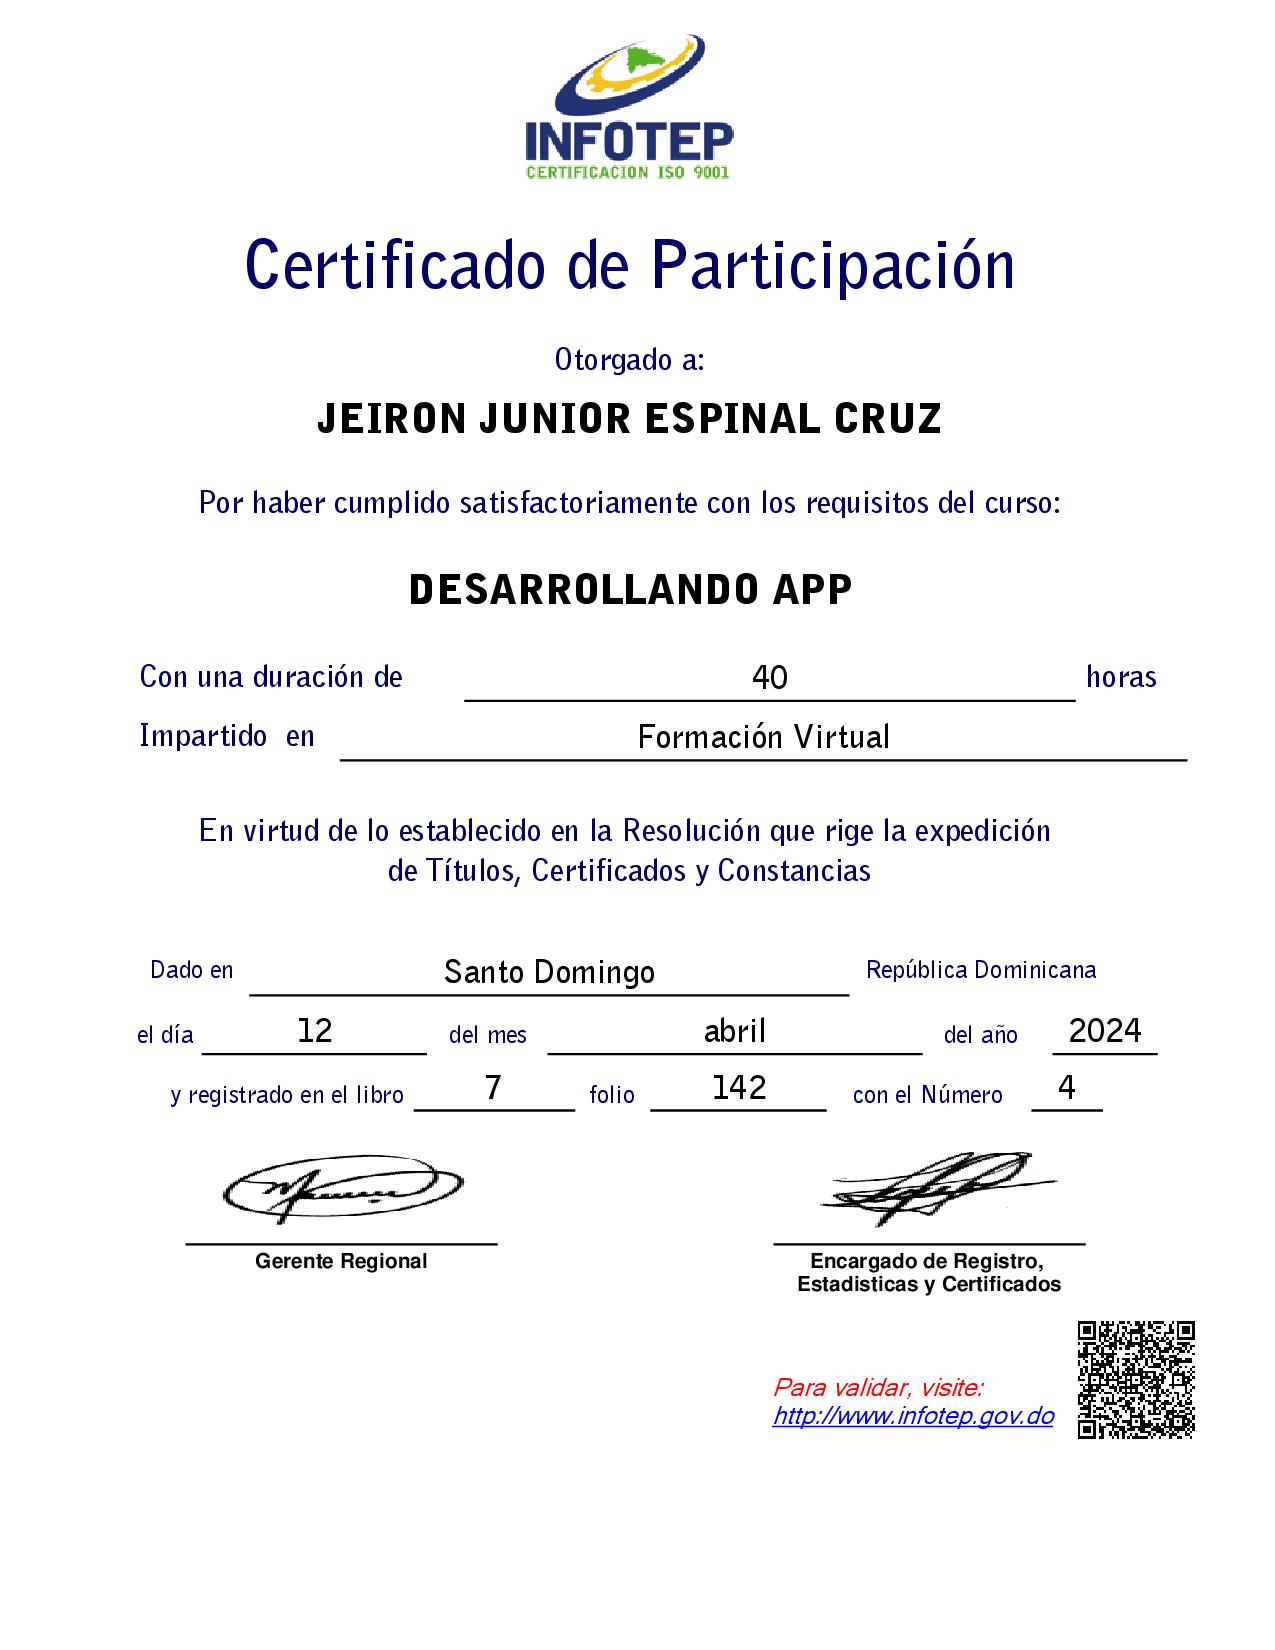 INFOTEP
CERTIFICACION ISO 9001
Certificado de Participación
Otorgado a:
JEIRON JUNIOR ESPINAL CRUZ
Por haber cumplido satisfactoriamente con los requisitos del curso:
DESARROLLANDO APP
Con una duración de 40 horas
Impartido en Formación Virtual
En virtud de lo establecido en la Resolución que rige la expedición
de Títulos, Certificados y Constancias
Dado en Santo Domingo República Dominicana
el día 12 del mes abril del año 2024
y registrado en el libro 7 folio 142 con el Número 4
Gerente Regional
Encargado de Registro,
Estadisticas y Certificados
Para validar, visite:
http://www.infotep.gov.do